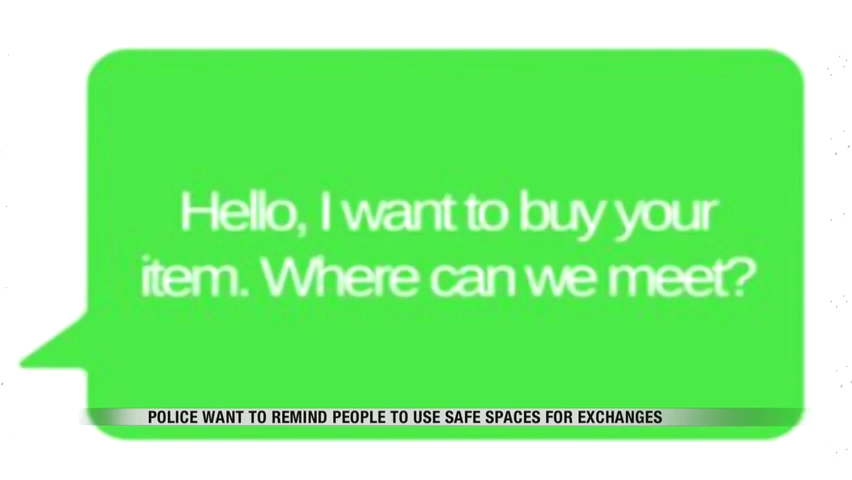 Hello, I want to buy your
item. Where can we meet?
POLICE WANT TO REMIND PEOPLE TO USE SAFE SPACES FOR EXCHANGES